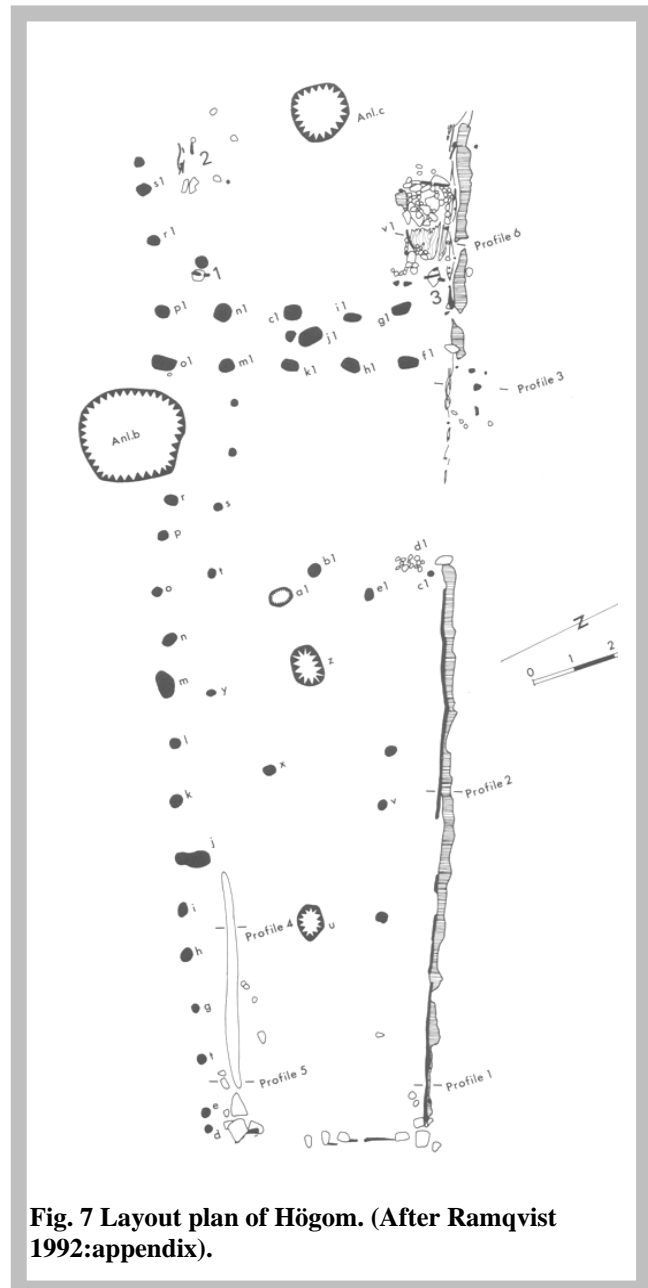 Anl.c
2
s1
r1
v1
Profile 6
1
3
p1
n1
c1
i1
g1
j1
o1
m1
k1
h1
f1
Profile 3
Anl.b
r
s
p
t
b1
d1
o
a1
e1
c1
Z
0 1 2
n
z
m
y
l
x
k
v
Profile 2
j
i
Profile 4
u
h
g
t
Profile 5
Profile 1
e
d
Fig. 7 Layout plan of Högom. (After Ramqvist
1992:appendix).